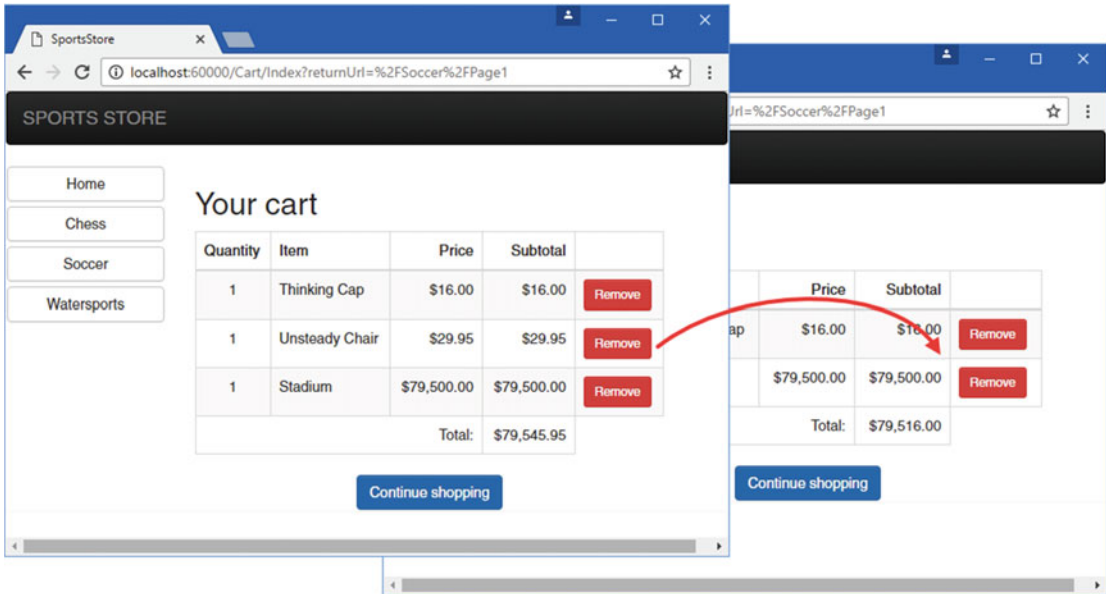 SportsStore
localhost:60000/Cart/Index?returnUrl=%2FSoccer%2FPage1
SPORTS STORE
Home
Chess
Soccer
Watersports
Your cart
Quantity Item Price Subtotal
1 Thinking Cap $16.00 $16.00 Remove
1 Unsteady Chair $29.95 $29.95 Remove
1 Stadium $79,500.00 $79,500.00 Remove
Total: $79,545.95
Continue shopping
Url=%2FSoccer%2FPage1
Price Subtotal
ap $16.00 $16.00 Remove
$79,500.00 $79,500.00 Remove
Total: $79,516.00
Continue shopping